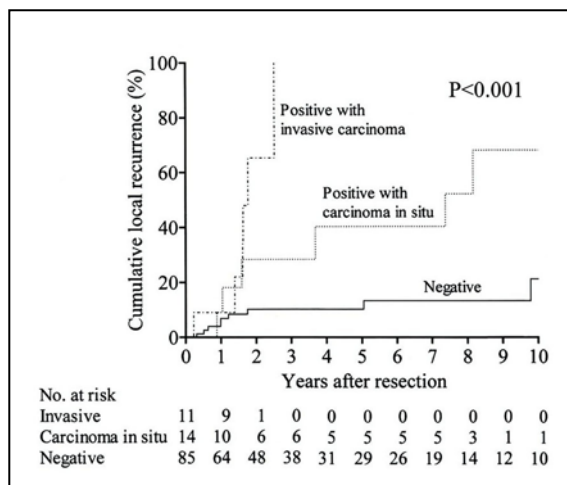 Cumulative local recurrence (%)
100
80
60
40
20
0
P<0.001
Positive with
invasive carcinoma
Positive with
carcinoma in situ
Negative
0 1 2 3 4 5 6 7 8 9 10
Years after resection
No. at risk
Invasive 11 9 1 0 0 0 0 0 0 0 0
Carcinoma in situ 14 10 6 6 5 5 5 5 3 1 1
Negative 85 64 48 38 31 29 26 19 14 12 10